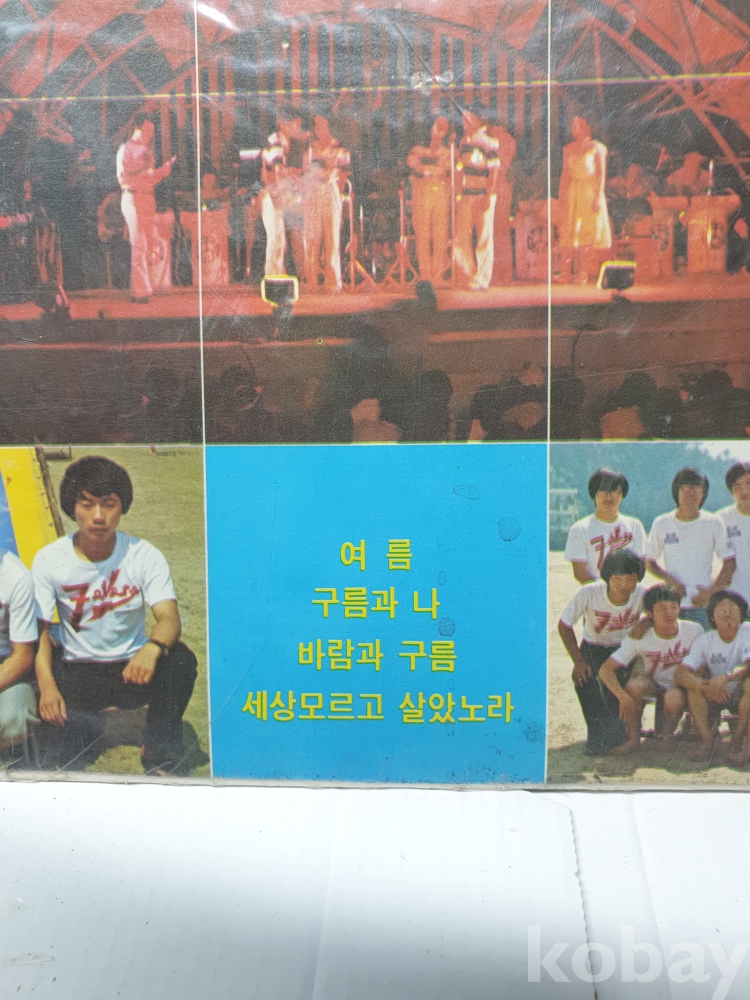 여름
구름과 나
바람과 구름
세상모르고 살았노라
kobay